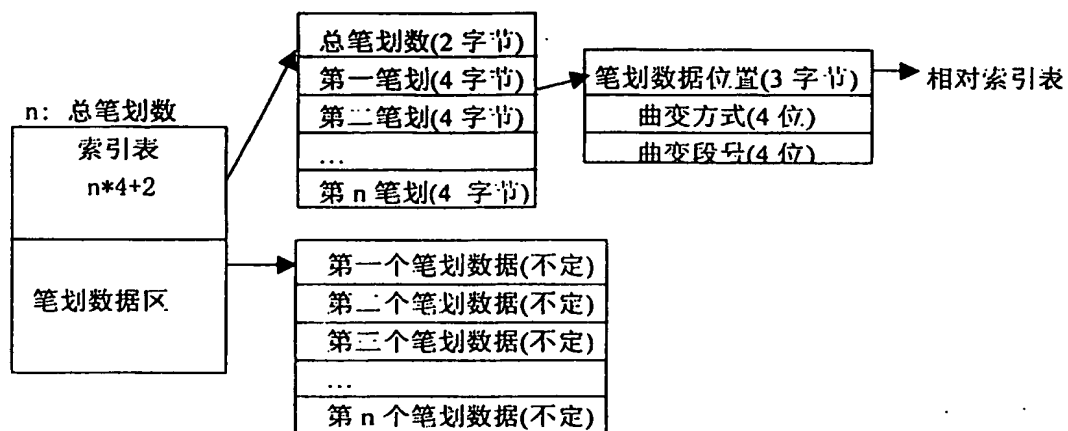 n: 总笔划数
索引表
n*4+2
笔划数据区
总笔划数(2 字节)
第一笔划(4 字节)
第二笔划(4 字节)
...
第 n 笔划(4 字节)
笔划数据位置(3 字节)
曲变方式(4 位)
曲变段号(4 位)
相对索引表
第一个笔划数据(不定)
第二个笔划数据(不定)
第三个笔划数据(不定)
...
第 n 个笔划数据(不定)